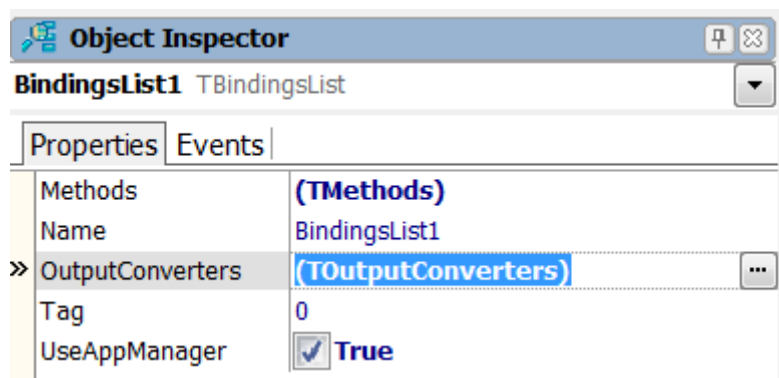 Object Inspector
BindingsList1 TBindingsList
Properties Events
Methods (TMethods)
Name BindingsList1
» OutputConverters (TOutputConverters) ...
Tag 0
UseAppManager True